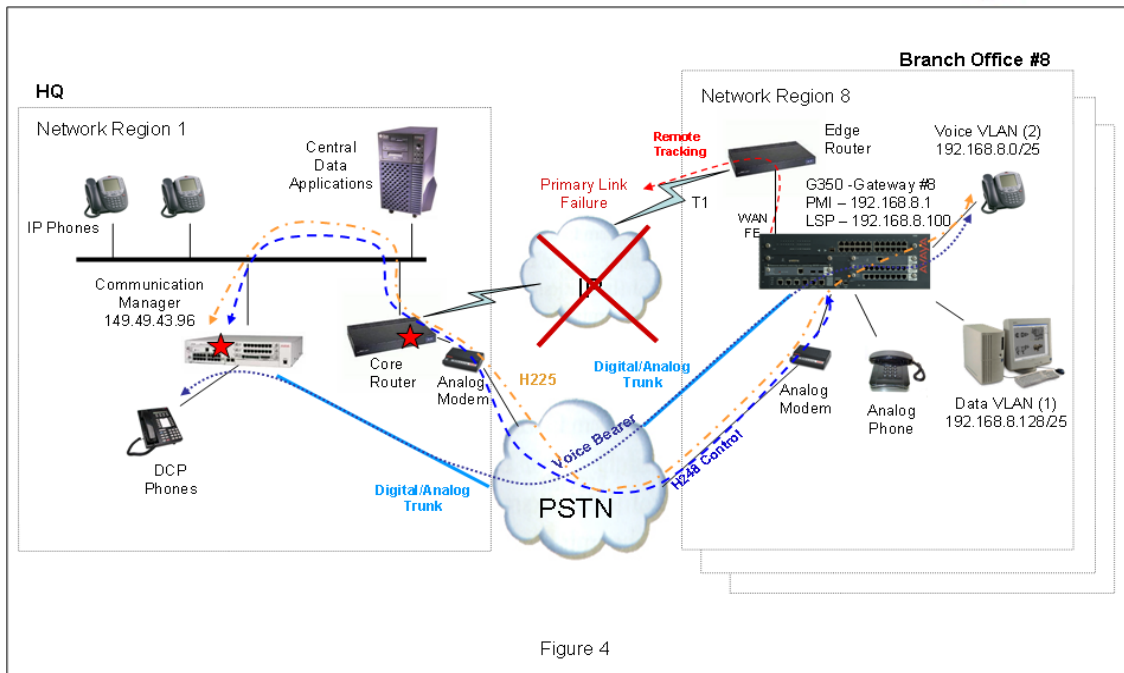 Branch Office #8
HQ
Network Region 1
Network Region 8
Central
Data
Applications
IP Phones
Communication
Manager
149.49.43.96
Core
Router
Analog
Modem
DCP
Phones
Digital/Analog
Trunk
Primary Link
Failure
Remote
Tracking
T1
IP
H225
Voice Bearer
PSTN
Digital/Analog
Trunk
H248 Control
Edge
Router
Voice VLAN (2)
192.168.8.0/25
G350 -Gateway #8
PMI – 192.168.8.1
LSP – 192.168.8.100
WAN
FE
AVAYA
Analog
Modem
Analog
Phone
Data VLAN (1)
192.168.8.128/25
Figure 4